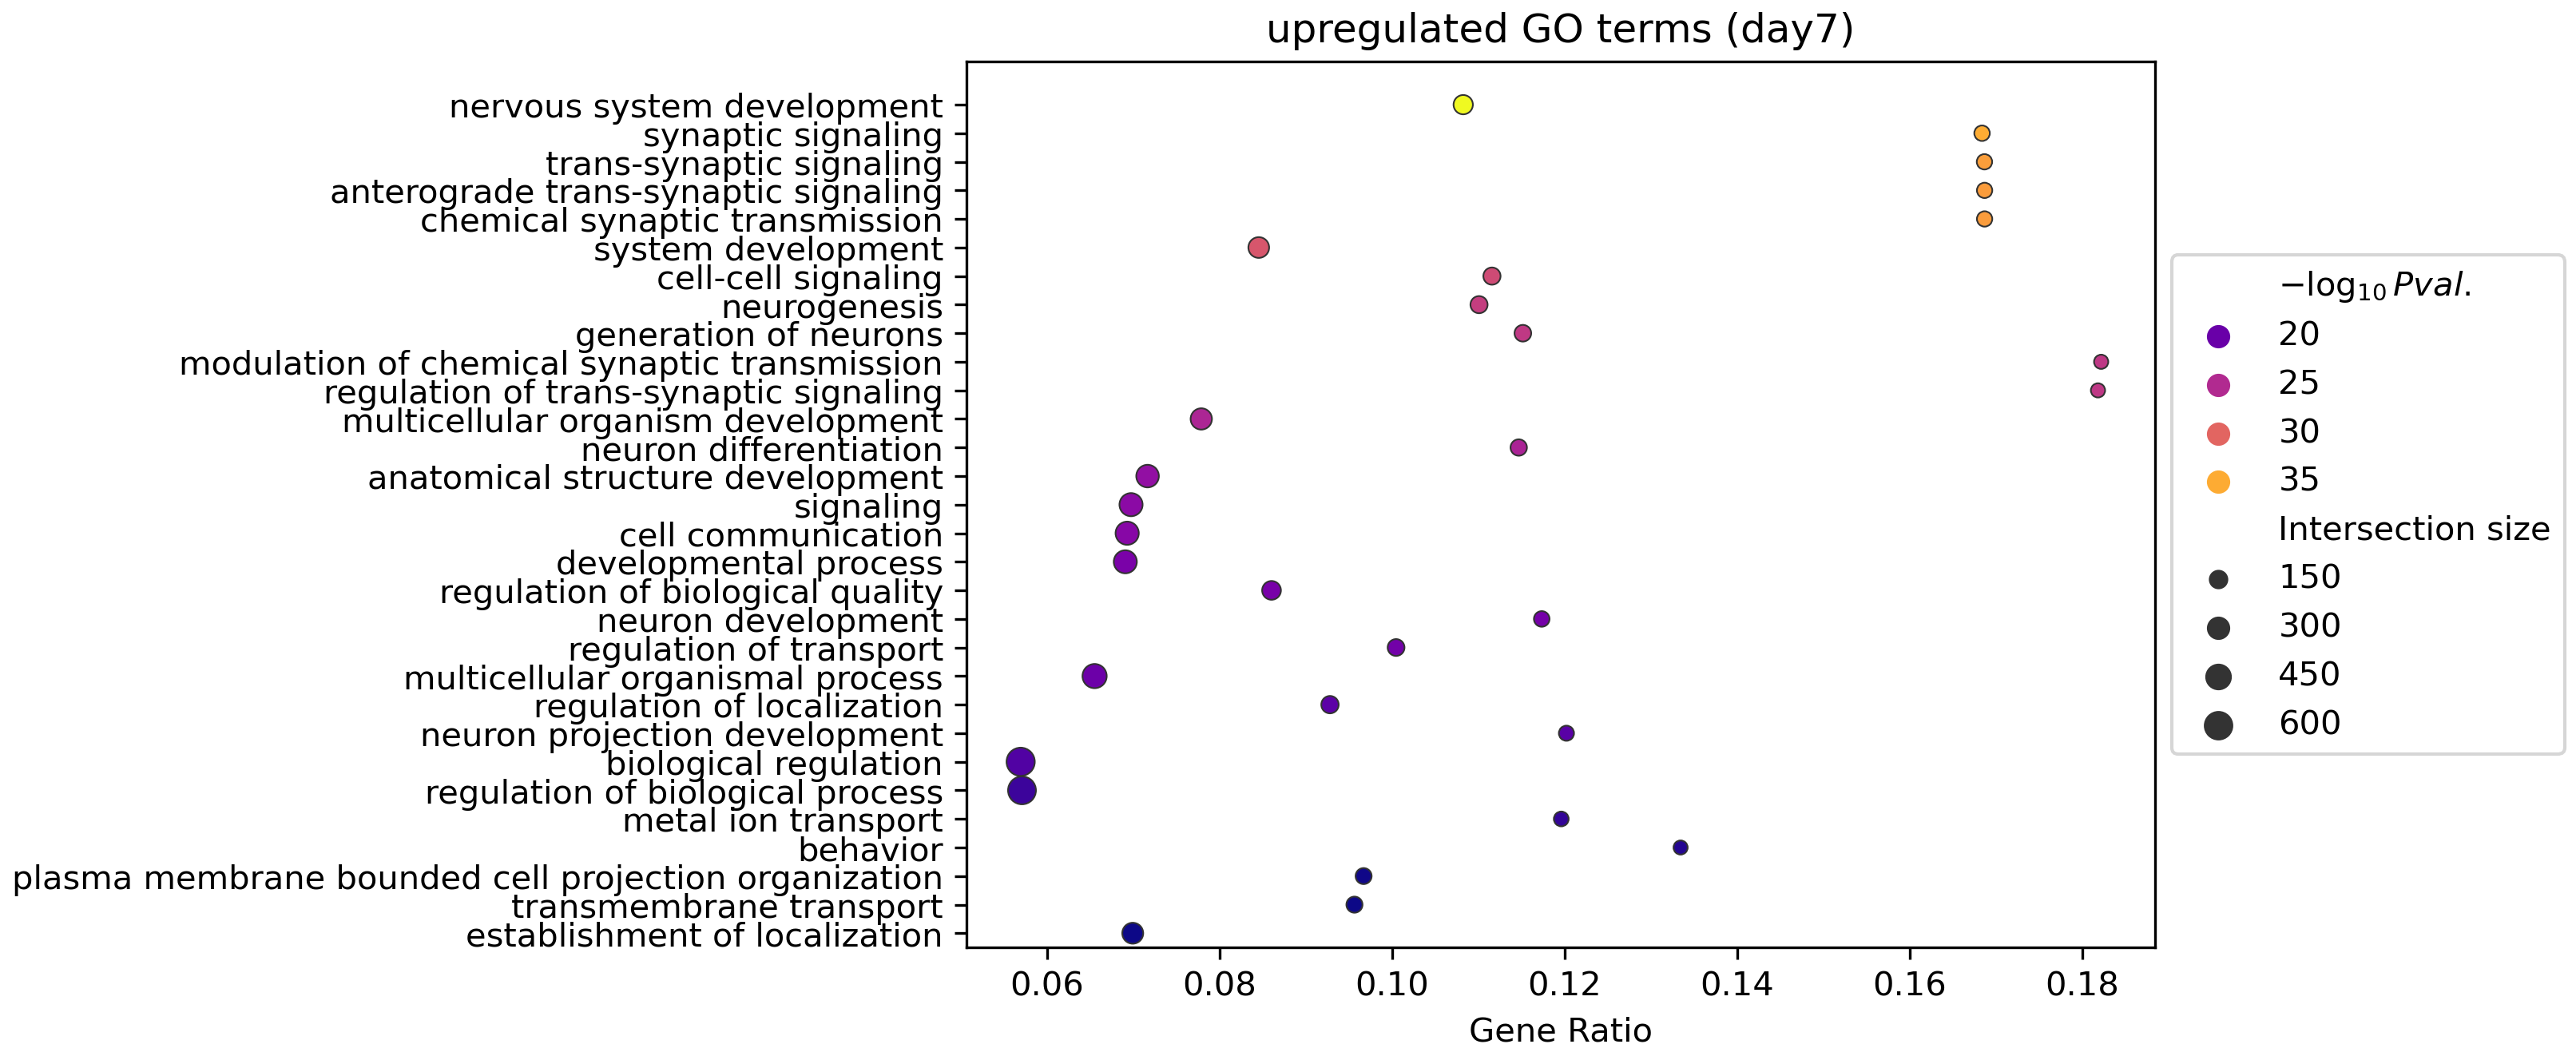 upregulated GO terms (day7)
nervous system development
synaptic signaling
trans-synaptic signaling
anterograde trans-synaptic signaling
chemical synaptic transmission
system development
cell-cell signaling
neurogenesis
generation of neurons
modulation of chemical synaptic transmission
regulation of trans-synaptic signaling
multicellular organism development
neuron differentiation
anatomical structure development
signaling
cell communication
developmental process
regulation of biological quality
neuron development
regulation of transport
multicellular organismal process
regulation of localization
neuron projection development
biological regulation
regulation of biological process
metal ion transport
behavior
plasma membrane bounded cell projection organization
transmembrane transport
establishment of localization
0.06 0.08 0.10 0.12 0.14 0.16 0.18
Gene Ratio
−log₁₀ Pval.
20
25
30
35
Intersection size
150
300
450
600